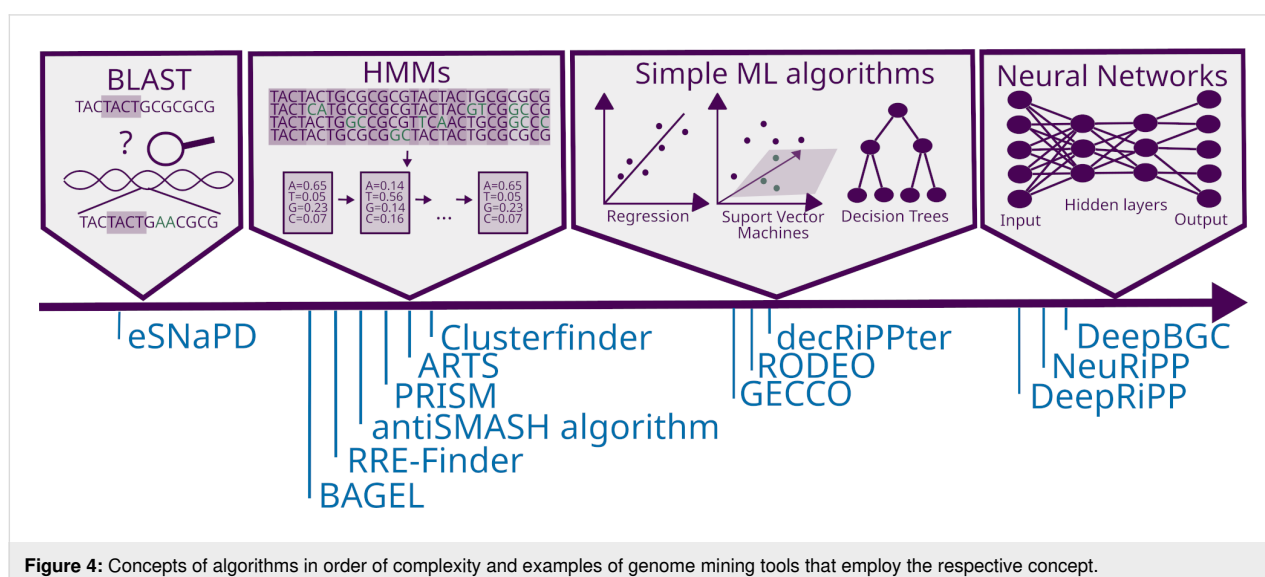 BLAST
TACTACTGCGCGCG
?
TACTACTGAACGCG
HMMs
TACTACTGCGCGCGTACTACTGCGCGCG
TACTCATGCGCGCGTACTACGTCGGCCG
TACTACTGGCCGCGTTCAACTGCGGCCC
TACTACTGCGCGGCTACTACTGCGCGCG
A=0.65
T=0.05
G=0.23
C=0.07
A=0.14
T=0.56
G=0.14
C=0.16
...
A=0.65
T=0.05
G=0.23
C=0.07
Simple ML algorithms
Regression
Suport Vector
Machines
Decision Trees
Neural Networks
Input
Hidden layers
Output
eSNaPD
Clusterfinder
ARTS
PRISM
antiSMASH algorithm
RRE-Finder
BAGEL
decRiPPter
RODEO
GECCO
DeepBGC
NeuRiPP
DeepRiPP
Figure 4: Concepts of algorithms in order of complexity and examples of genome mining tools that employ the respective concept.